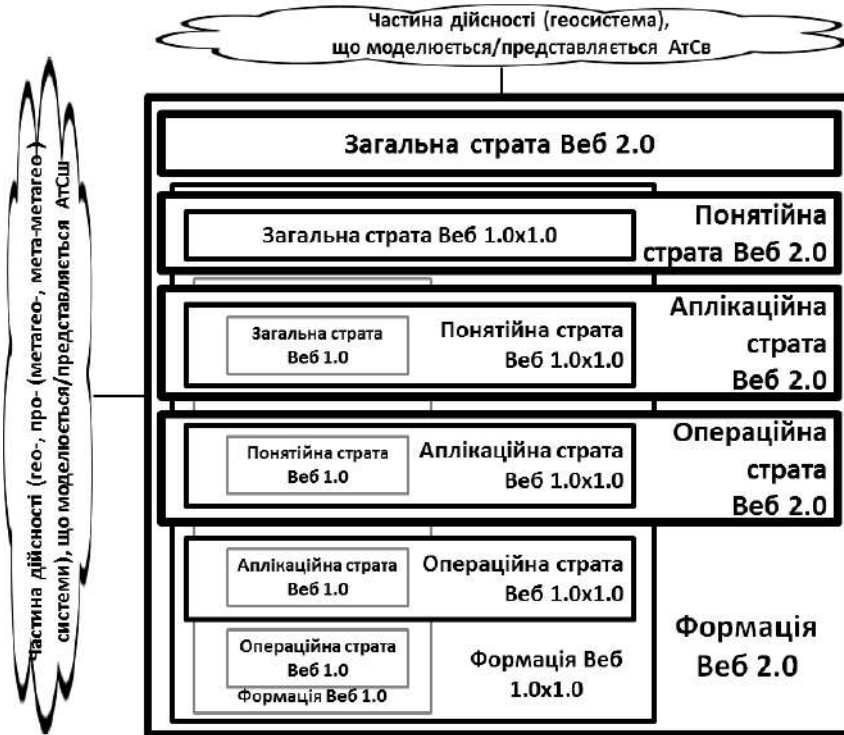 Частина дійсності (геосистема),
що моделюється/представляється АтСв
Частина дійсності (гео-, про- (метагео-, мета-метагео )
системи), що моделюється/представляється АтСш
Загальна страта Веб 2.0
Загальна страта Веб 1.0х1.0
Понятійна
страта Веб 2.0
Загальна страта
Веб 1.0
Понятійна страта
Веб 1.0х1.0
Аплікаційна
страта
Веб 2.0
Понятійна страта
Веб 1.0
Аплікаційна страта
Веб 1.0х1.0
Операційна
страта
Веб 2.0
Аплікаційна страта
Веб 1.0
Операційна страта
Веб 1.0х1.0
Операційна страта
Веб 1.0
Формація Веб 1.0
Формація Веб
1.0х1.0
Формація
Веб 2.0